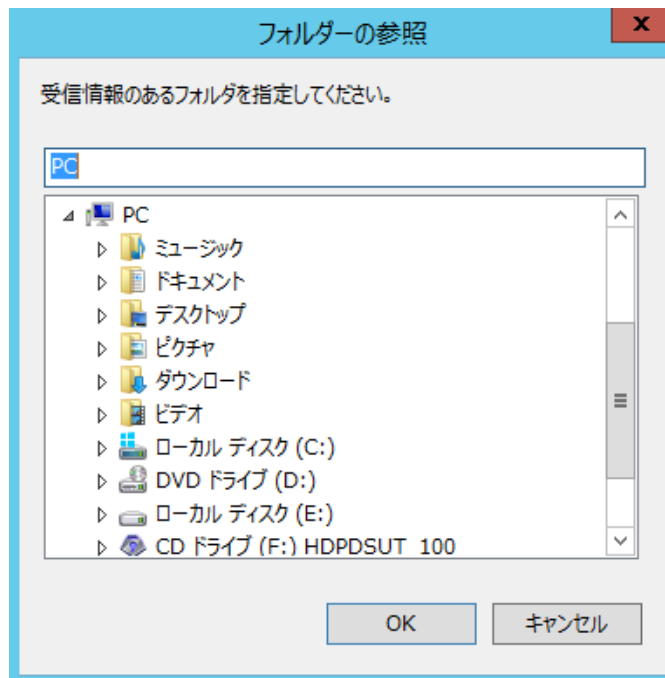 フォルダーの参照
x
受信情報のあるフォルダを指定してください。
PC
PC
ミュージック
ドキュメント
デスクトップ
ピクチャ
ダウンロード
ビデオ
ローカル ディスク (C:)
DVD ドライブ (D:)
ローカル ディスク (E:)
CD ドライブ (F:) HDPDSUT_100
OK
キャンセル